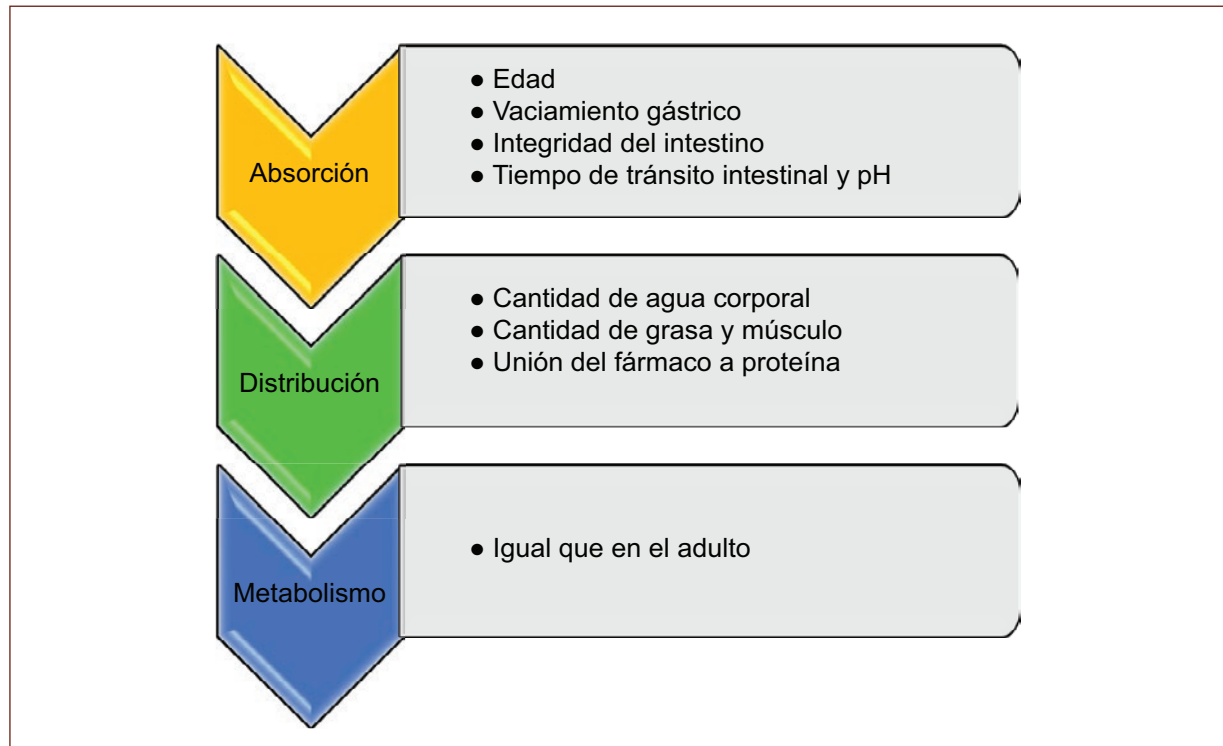 Absorción
● Edad
● Vaciamiento gástrico
● Integridad del intestino
● Tiempo de tránsito intestinal y pH
Distribución
● Cantidad de agua corporal
● Cantidad de grasa y músculo
● Unión del fármaco a proteína
Metabolismo
● Igual que en el adulto